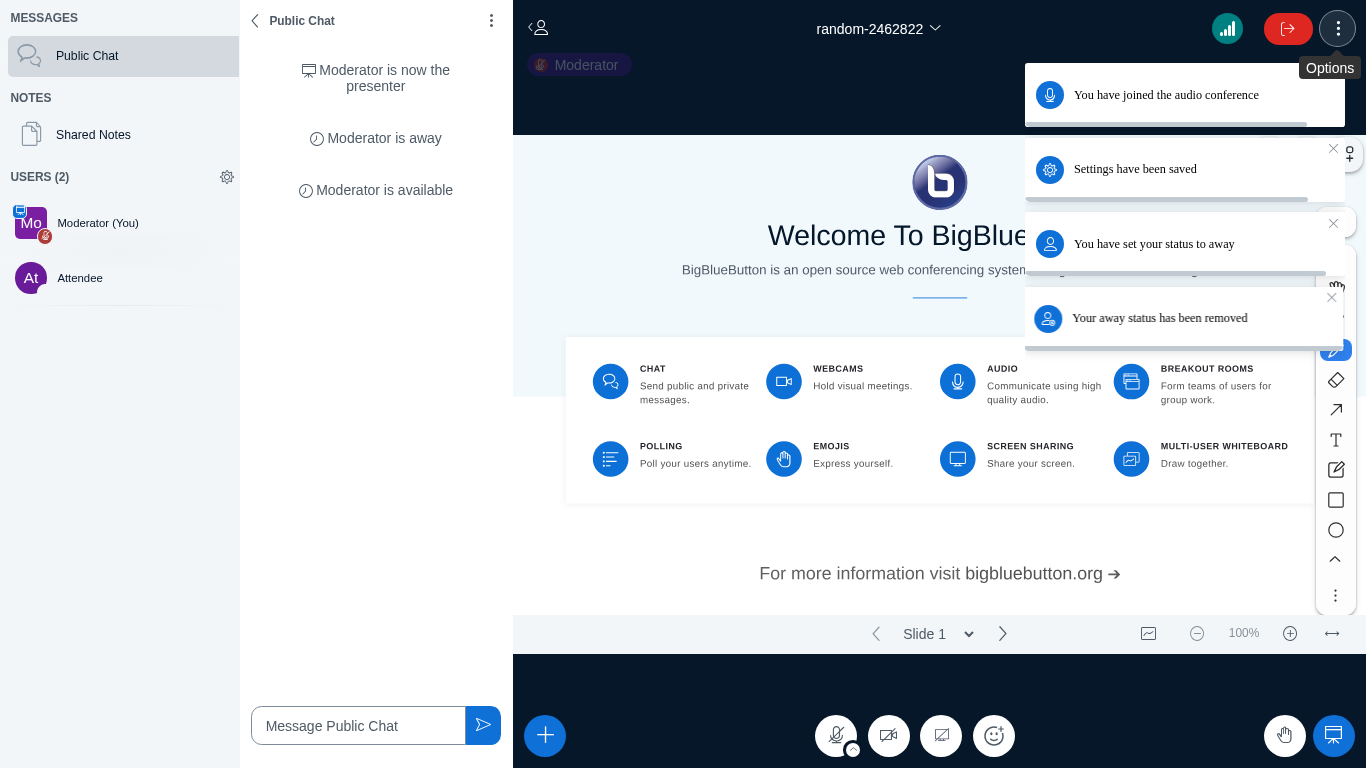 MESSAGES
Public Chat
NOTES
Shared Notes
USERS (2)
Mo
Moderator (You)
At
Attendee
Public Chat
Moderator is now the
presenter
Moderator is away
Moderator is available
Message Public Chat
random-2462822
Moderator
Options
You have joined the audio conference
Settings have been saved
You have set your status to away
Your away status has been removed
Welcome To BigBlue
BigBlueButton is an open source web conferencing system
CHAT
Send public and private
messages.
WEBCAMS
Hold visual meetings.
AUDIO
Communicate using high
quality audio.
BREAKOUT ROOMS
Form teams of users for
group work.
POLLING
Poll your users anytime.
EMOJIS
Express yourself.
SCREEN SHARING
Share your screen.
MULTI-USER WHITEBOARD
Draw together.
For more information visit bigbluebutton.org ➔
Slide 1
100%